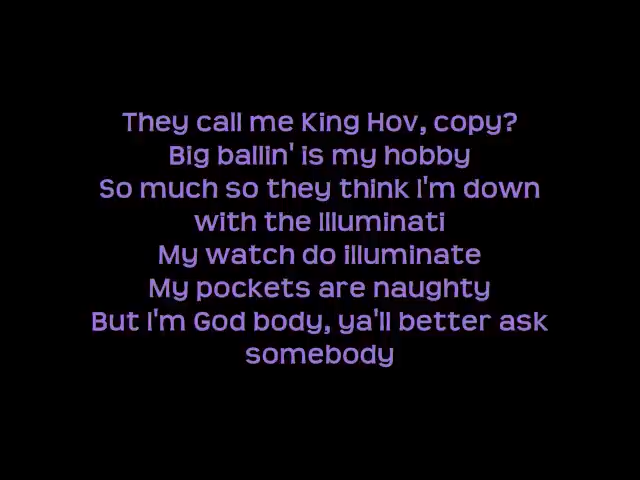 They call me King Hov, copy?
Big ballin' is my hobby
So much so they think I'm down
with the Illuminati
My watch do illuminate
My pockets are naughty
But I'm God body, ya'll better ask
somebody